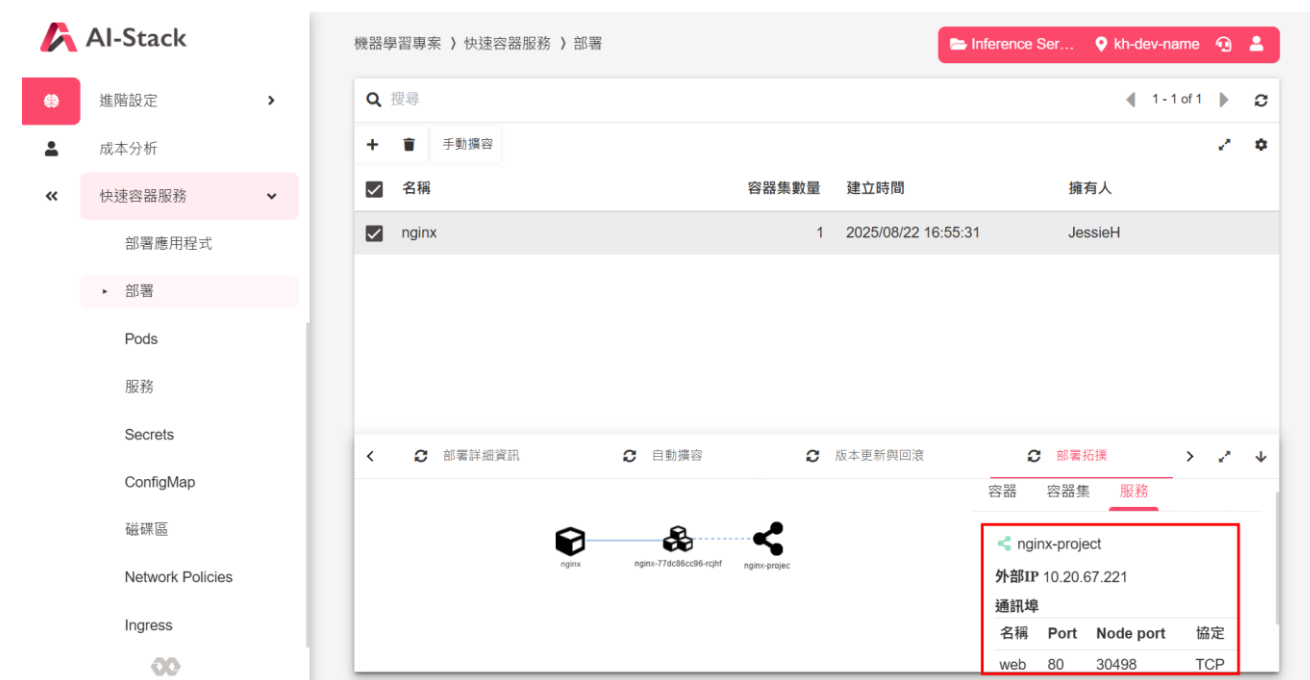 AI-Stack
機器學習專案 〉快速容器服務 〉部署
Inference Ser...
kh-dev-name
進階設定
成本分析
快速容器服務
部署應用程式
部署
Pods
服務
Secrets
ConfigMap
磁碟區
Network Policies
Ingress
搜尋
1 - 1 of 1
手動擴容
名稱 容器集數量 建立時間 擁有人
nginx 1 2025/08/22 16:55:31 JessieH
部署詳細資訊 自動擴容 版本更新與回滾 部署拓撲
容器 容器集 服務
nginx
nginx-77dc86cc96-rcjhf
nginx-projec
nginx-project
外部IP 10.20.67.221
通訊埠
名稱 Port Node port 協定
web 80 30498 TCP